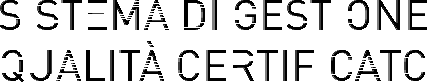 SISTEMA DI GESTIONE
QUALITÀ CERTIFICATO